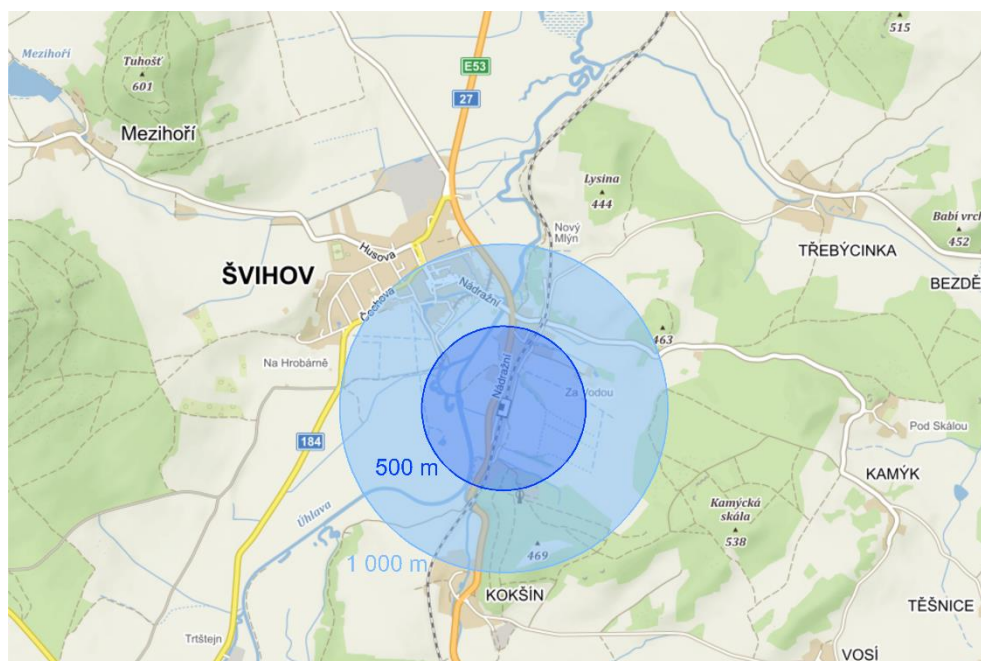 Mezihoří
Tuhošť
601
Mezihoří
E53
27
515
Lysina
444
Nový
Mlýn
TŘEBÝCINKA
Babí vrch
452
BEZDĚ
Husova
ŠVIHOV
Čechova
Nádražní
463
Na Hrobárně
Nádražní
Za Vodou
Pod Skálou
184
500 m
KAMÝK
Úhlava
Kamýcká
skála
538
469
1 000 m
KOKŠÍN
TĚŠNICE
Trtštejn
VOSÍ